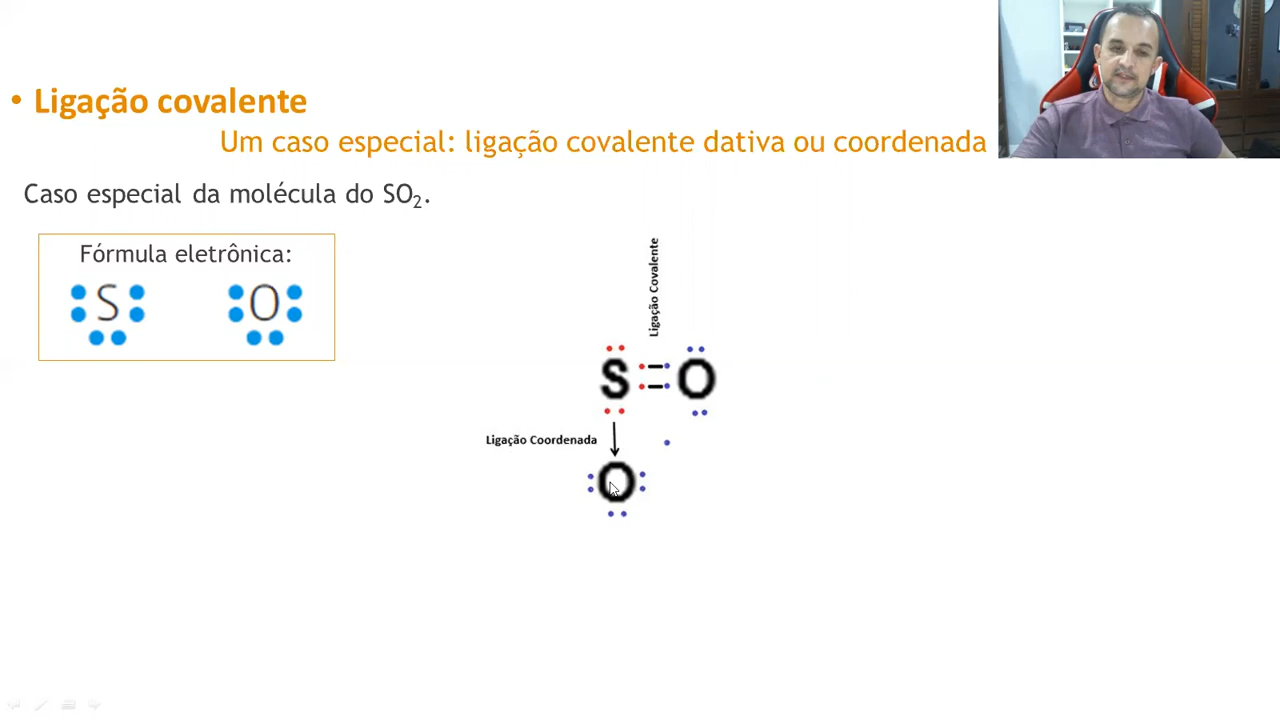 • Ligação covalente
Um caso especial: ligação covalente dativa ou coordenada
Caso especial da molécula do SO₂.
Fórmula eletrônica:
S O
Ligação Covalente
S = O
Ligação Coordenada
O